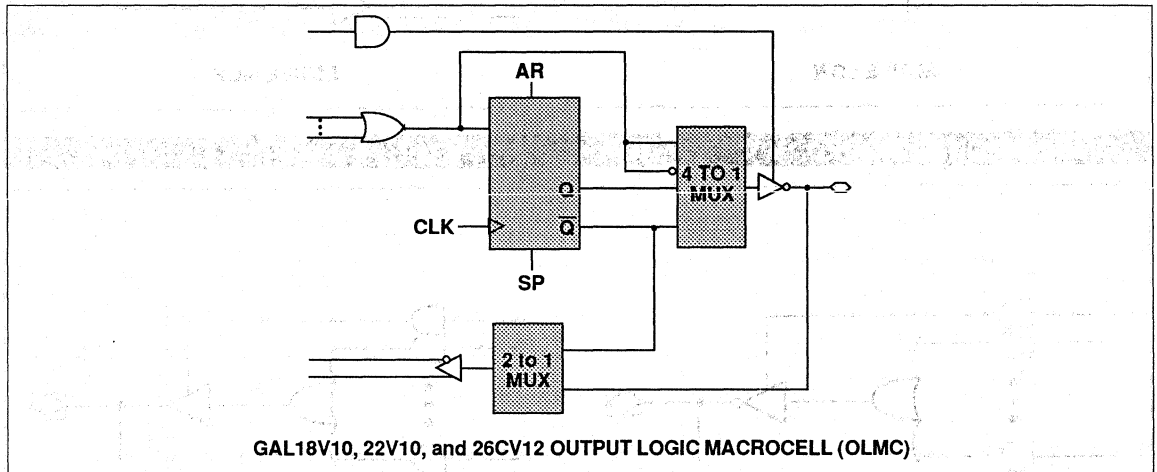 AR
4 TO 1
MUX
Q
Q̅
CLK
SP
2 to 1
MUX
GAL18V10, 22V10, and 26CV12 OUTPUT LOGIC MACROCELL (OLMC)